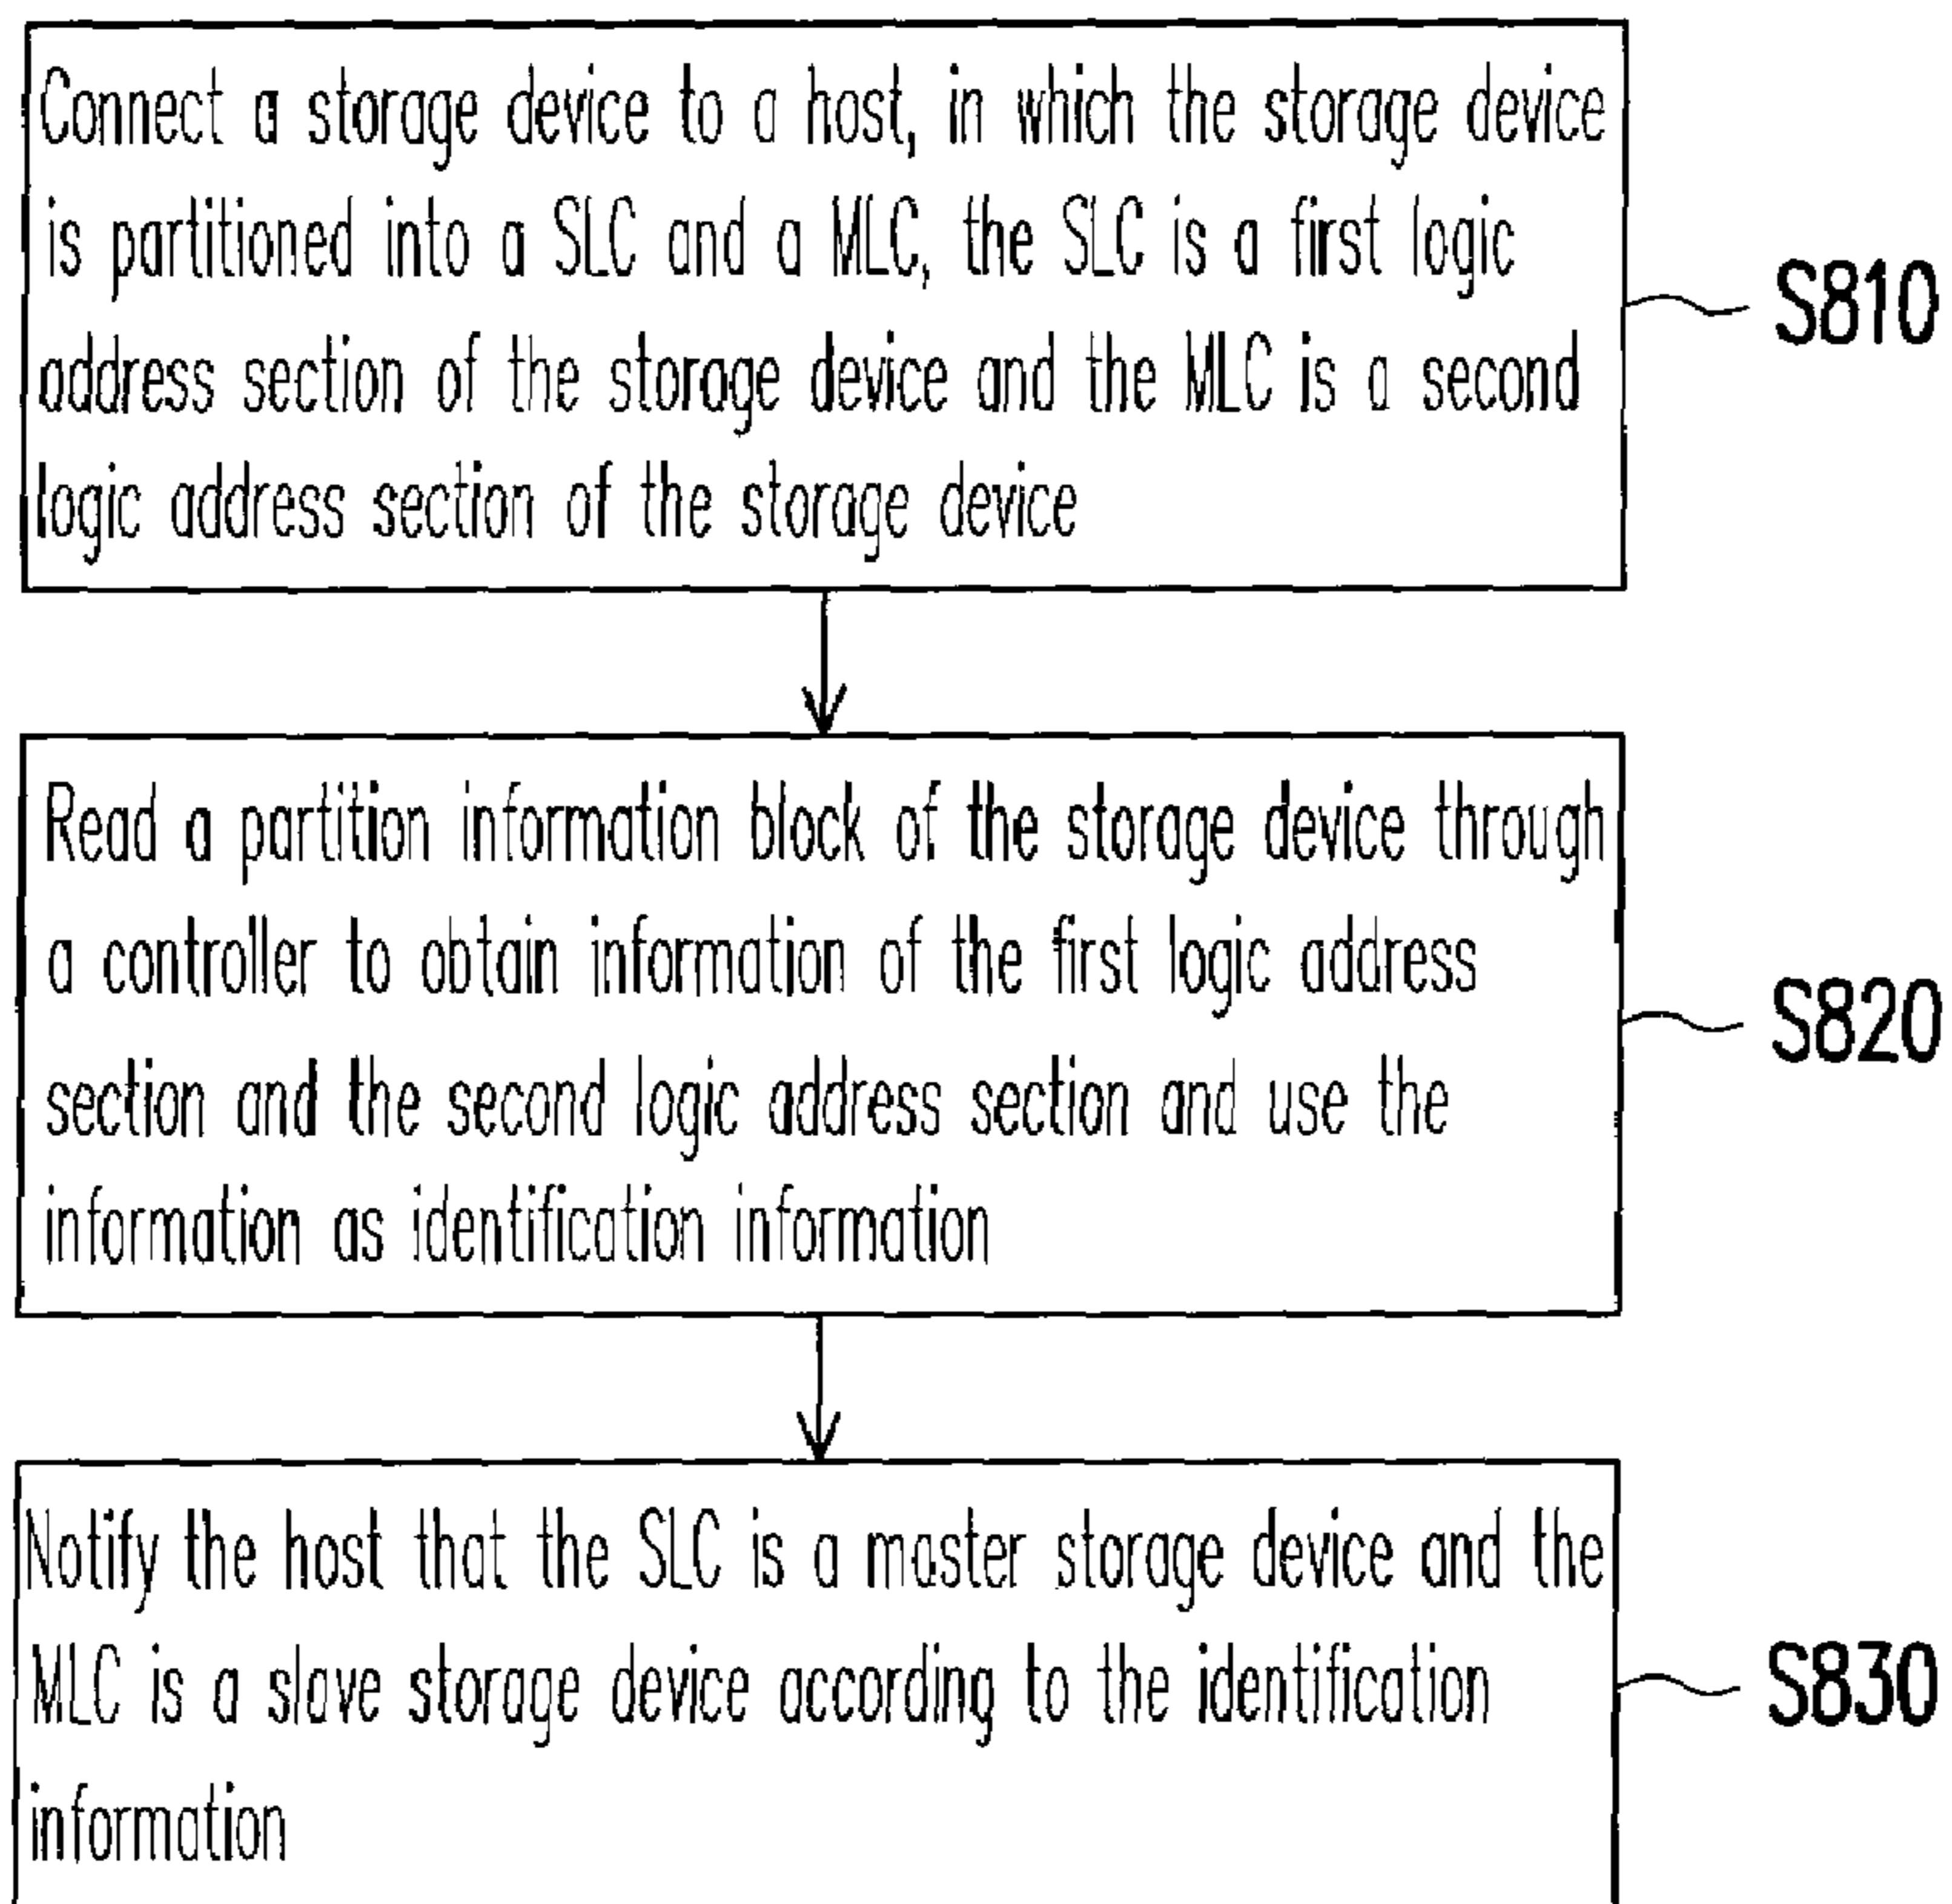 Connect a storage device to a host, in which the storage device
is partitioned into a SLC and a MLC, the SLC is a first logic
address section of the storage device and the MLC is a second
logic address section of the storage device
S810
Read a partition information block of the storage device through
a controller to obtain information of the first logic address
section and the second logic address section and use the
information as identification information
S820
Notify the host that the SLC is a master storage device and the
MLC is a slave storage device according to the identification
information
S830